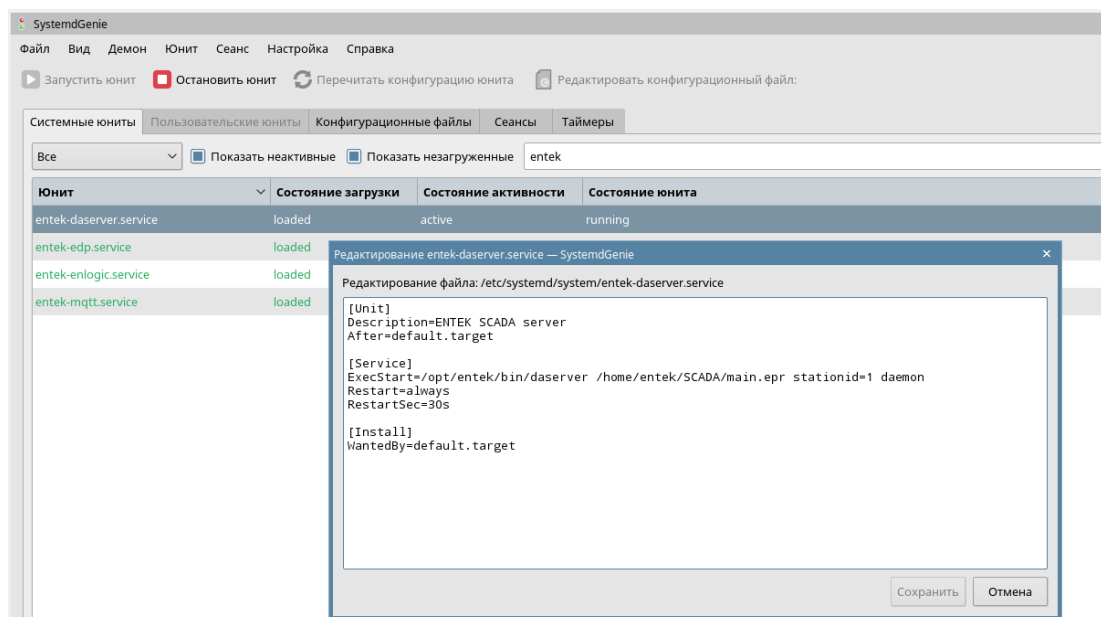 SystemdGenie
Файл Вид Демон Юнит Сеанс Настройка Справка
Запустить юнит Остановить юнит Перечитать конфигурацию юнита Редактировать конфигурационный файл:
Системные юниты Пользовательские юниты Конфигурационные файлы Сеансы Таймеры
Все Показать неактивные Показать незагруженные entek
Юнит Состояние загрузки Состояние активности Состояние юнита
entek-daserver.service loaded active running
entek-edp.service loaded
entek-enlogic.service loaded
entek-mqtt.service loaded
Редактирование entek-daserver.service — SystemdGenie
Редактирование файла: /etc/systemd/system/entek-daserver.service
[Unit]
Description=ENTEK SCADA server
After=default.target
[Service]
ExecStart=/opt/entek/bin/daserver /home/entek/SCADA/main.epr stationid=1 daemon
Restart=always
RestartSec=30s
[Install]
WantedBy=default.target
Сохранить Отмена